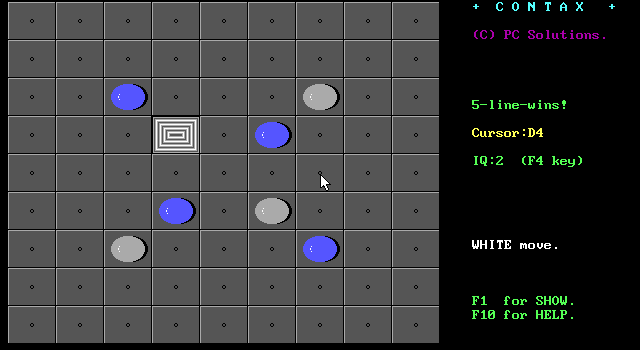 + C O N T A X +
(C) PC Solutions.
5-line-wins!
Cursor:D4
IQ:2 (F4 key)
WHITE move.
F1 for SHOW.
F10 for HELP.